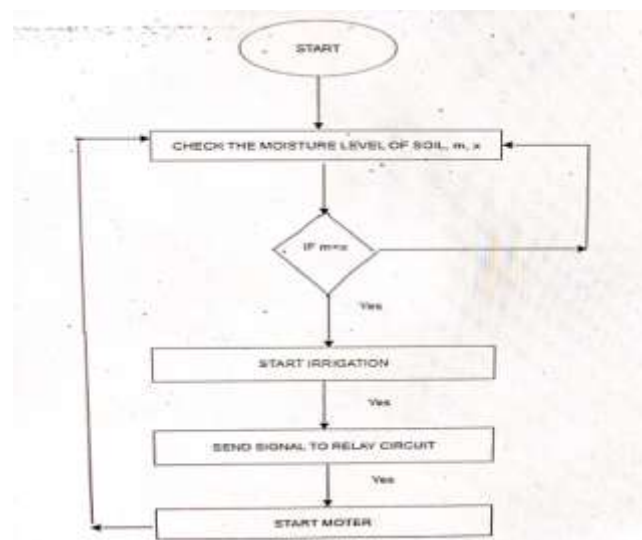 START
CHECK THE MOISTURE LEVEL OF SOIL, m, x
IF m=x
Yes
START IRRIGATION
Yes
SEND SIGNAL TO RELAY CIRCUIT
Yes
START MOTER